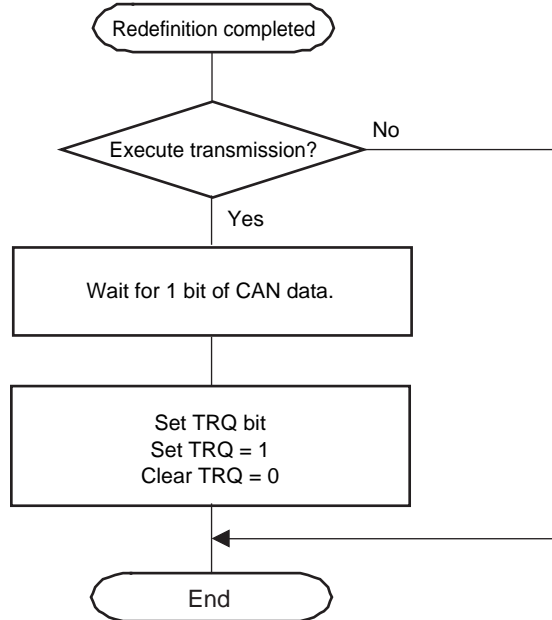 Redefinition completed
Execute transmission?
No
Yes
Wait for 1 bit of CAN data.
Set TRQ bit
Set TRQ = 1
Clear TRQ = 0
End